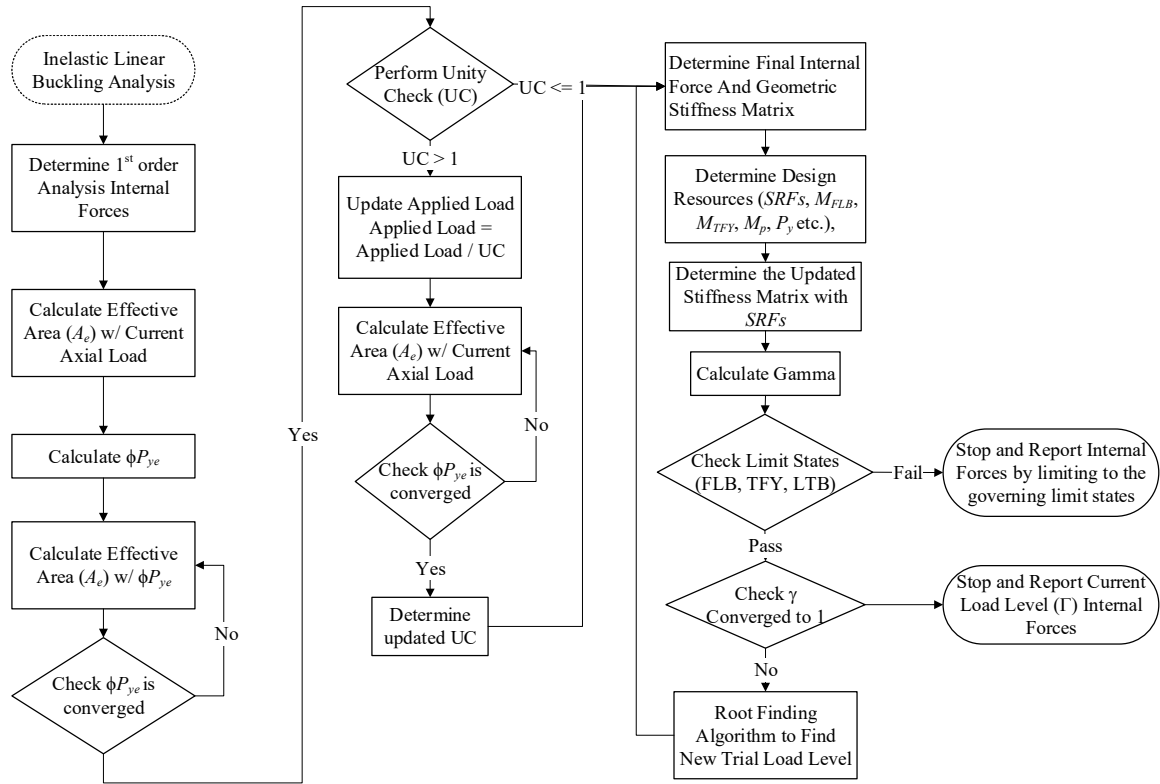 Inelastic Linear
Buckling Analysis
Determine 1st order
Analysis Internal
Forces
Calculate Effective
Area (Ae) w/ Current
Axial Load
Calculate ϕPye
Calculate Effective
Area (Ae) w/ ϕPye
No
Check ϕPye is
converged
Yes
Perform Unity
Check (UC)
UC <= 1
UC > 1
Update Applied Load
Applied Load =
Applied Load / UC
Calculate Effective
Area (Ae) w/ Current
Axial Load
No
Check ϕPye is
converged
Yes
Determine
updated UC
Determine Final Internal
Force And Geometric
Stiffness Matrix
Determine Design
Resources (SRFs, MFLB,
MTFY, Mp, Py etc.),
Determine the Updated
Stiffness Matrix with
SRFs
Calculate Gamma
Check Limit States
(FLB, TFY, LTB)
Fail
Stop and Report Internal
Forces by limiting to the
governing limit states
Pass
Check γ
Converged to 1
Stop and Report Current
Load Level (Γ) Internal
Forces
No
Root Finding
Algorithm to Find
New Trial Load Level